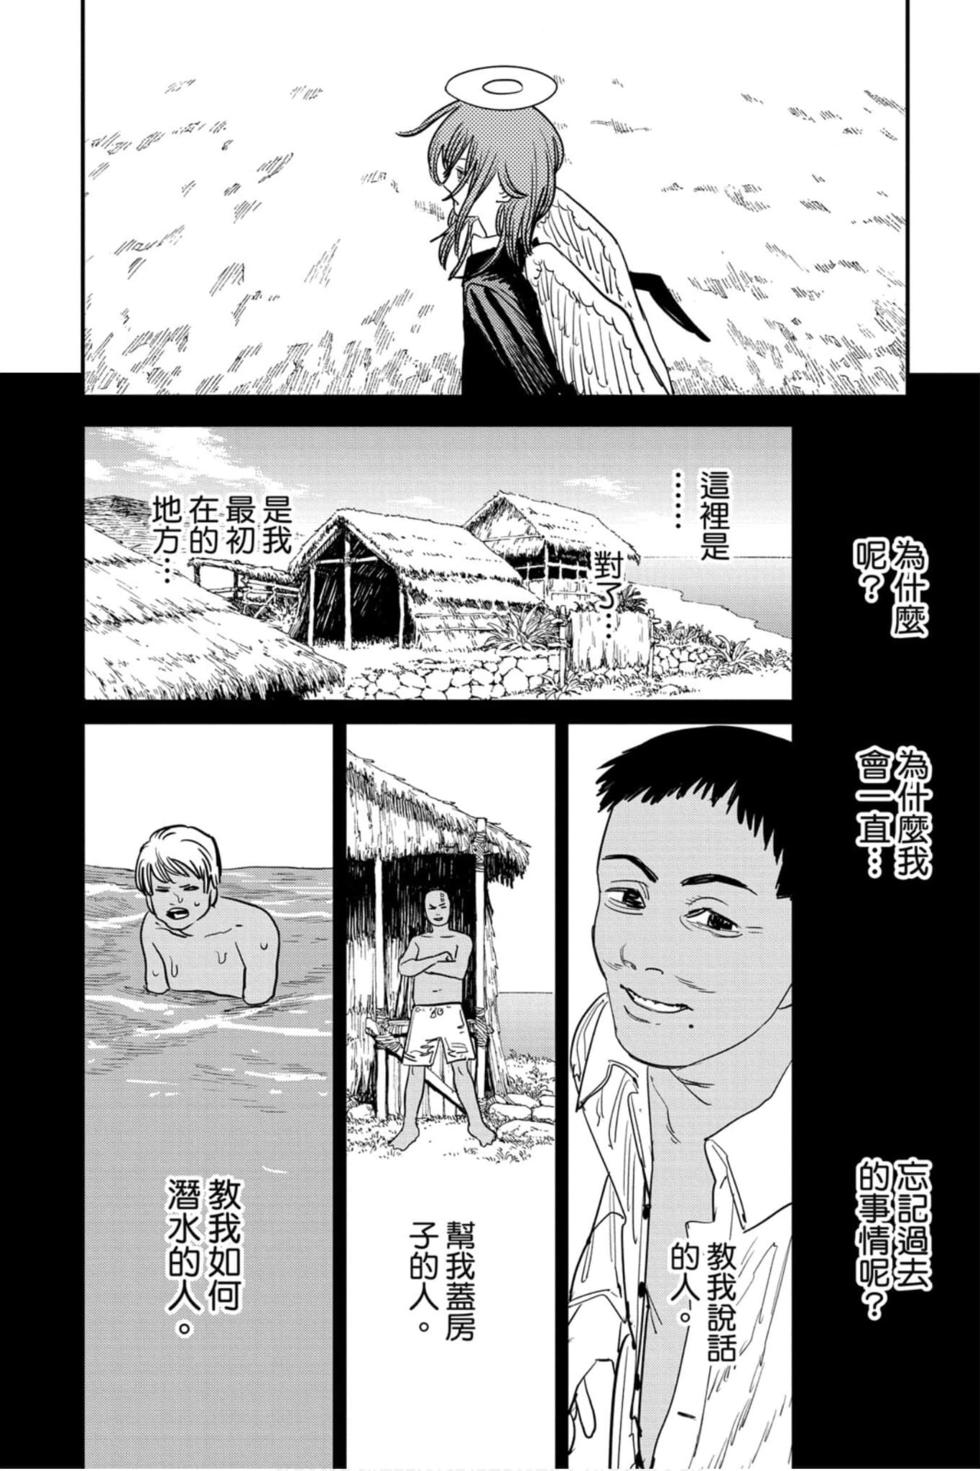 為什麼
呢?
為什麼我
會一直…
忘記過去
的事情呢?
這裡是
……
對了…
是我
最初
在的
地方…
教我說話
的人。
幫我蓋房
子的人。
教我如何
潛水的人。